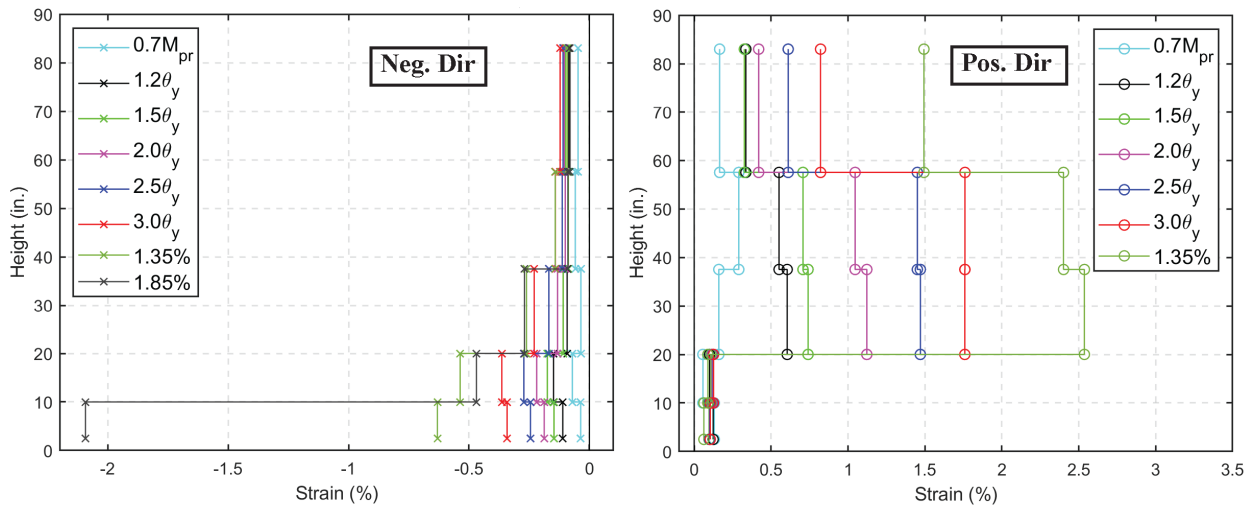 90
80
70
60
50
40
30
20
10
0
Height (in.)
-2
-1.5
-1
-0.5
0
Strain (%)
Neg. Dir
0.7Mpr
1.2θy
1.5θy
2.0θy
2.5θy
3.0θy
1.35%
1.85%
90
80
70
60
50
40
30
20
10
0
Height (in.)
0
0.5
1
1.5
2
2.5
3
3.5
Strain (%)
Pos. Dir
0.7Mpr
1.2θy
1.5θy
2.0θy
2.5θy
3.0θy
1.35%